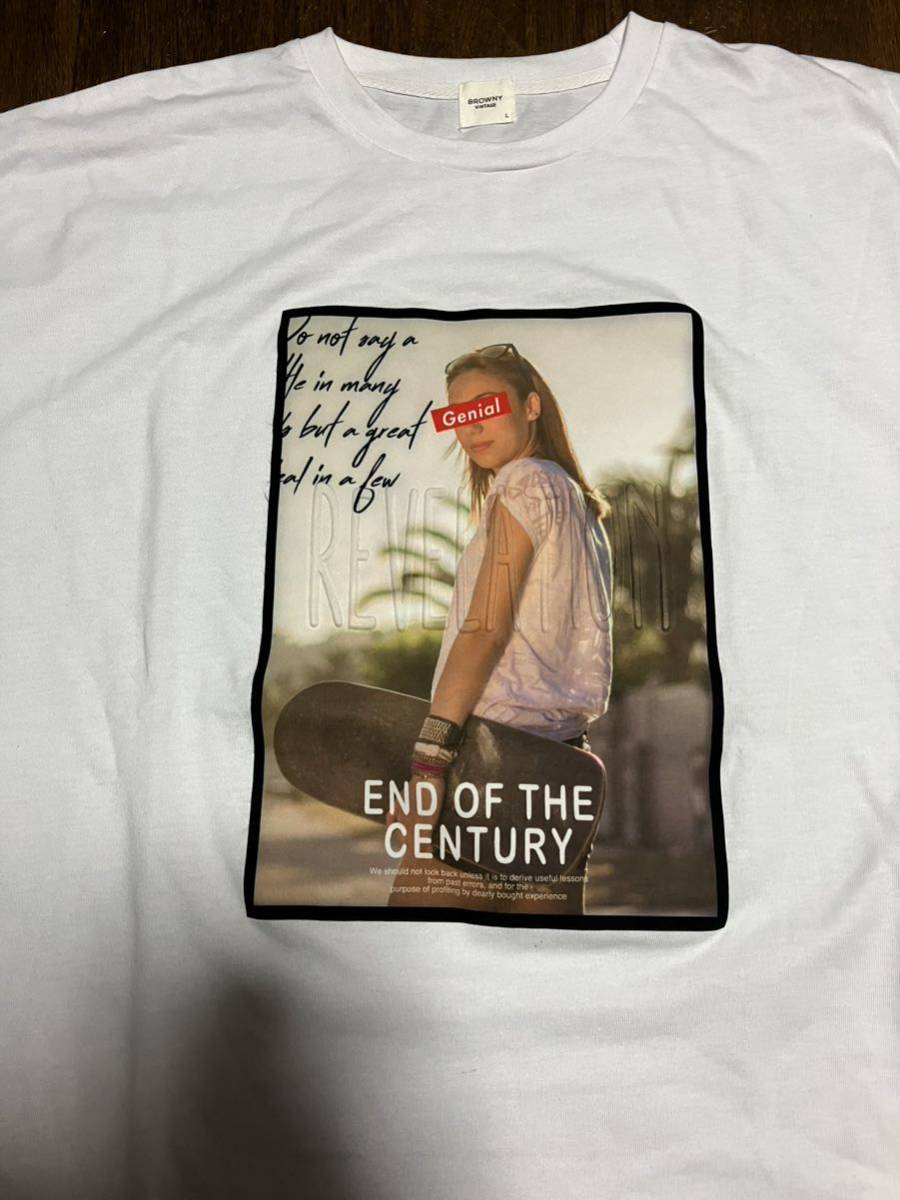 BROWNY
VINTAGE
L
Do not say a
tle in many
but a great
eal in a few
Genial
REVELATION
END OF THE
CENTURY
We should not look back unless it is to derive useful lessons
from past errors, and for the
purpose of profiting by dearly bought experience